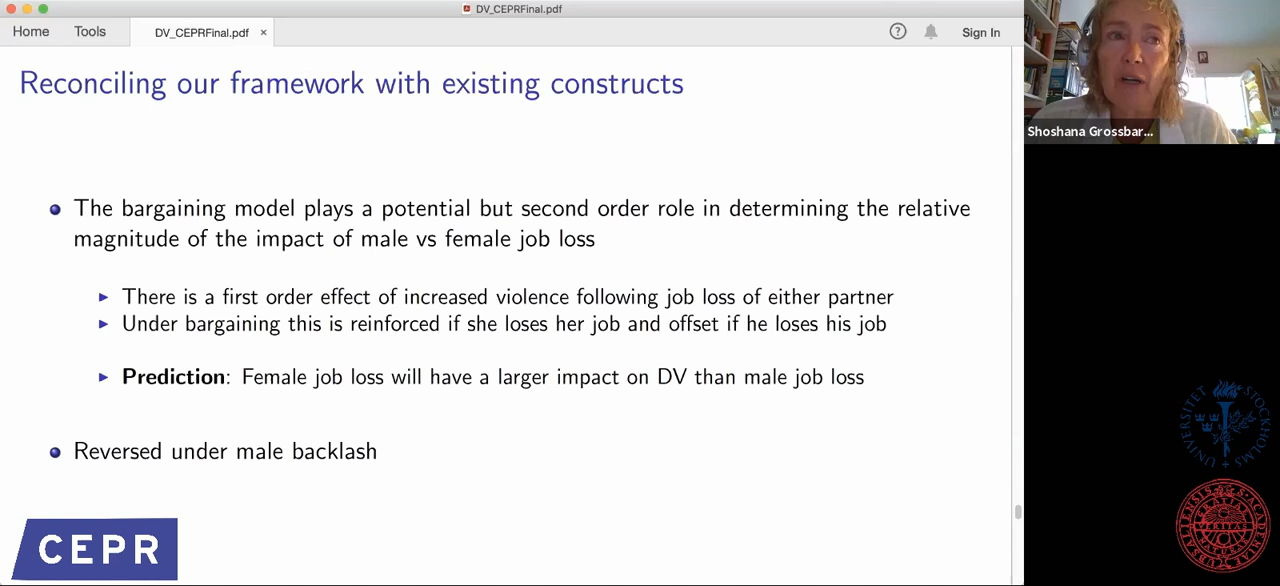 DV_CEPRFinal.pdf
Home Tools DV_CEPRFinal.pdf × ? Sign In
Reconciling our framework with existing constructs
The bargaining model plays a potential but second order role in determining the relative
magnitude of the impact of male vs female job loss
There is a first order effect of increased violence following job loss of either partner
Under bargaining this is reinforced if she loses her job and offset if he loses his job
Prediction: Female job loss will have a larger impact on DV than male job loss
Reversed under male backlash
CEPR
Shoshana Grossbar...